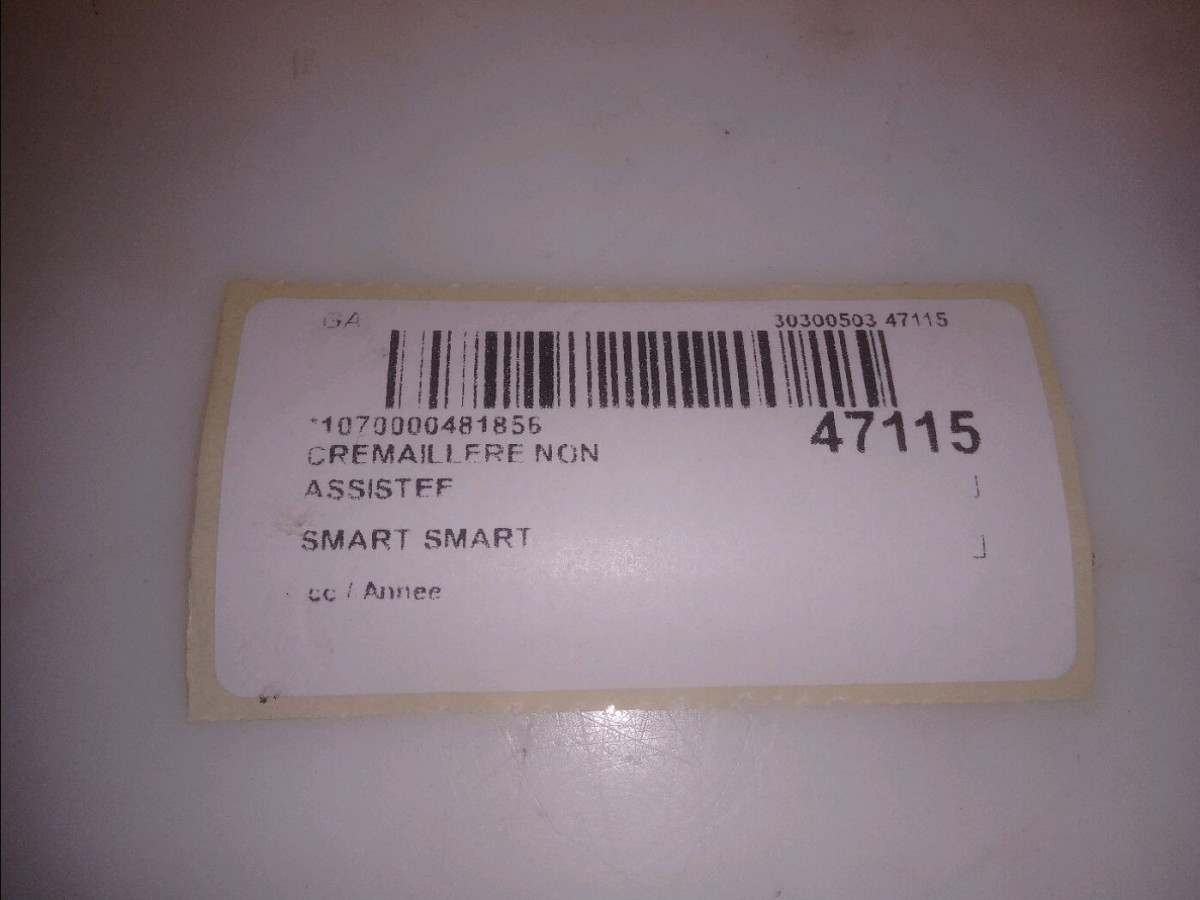 GA 30300503 47115
*1070000481856 47115
CREMAILLERE NON
ASSISTEE
SMART SMART
cc / Annee